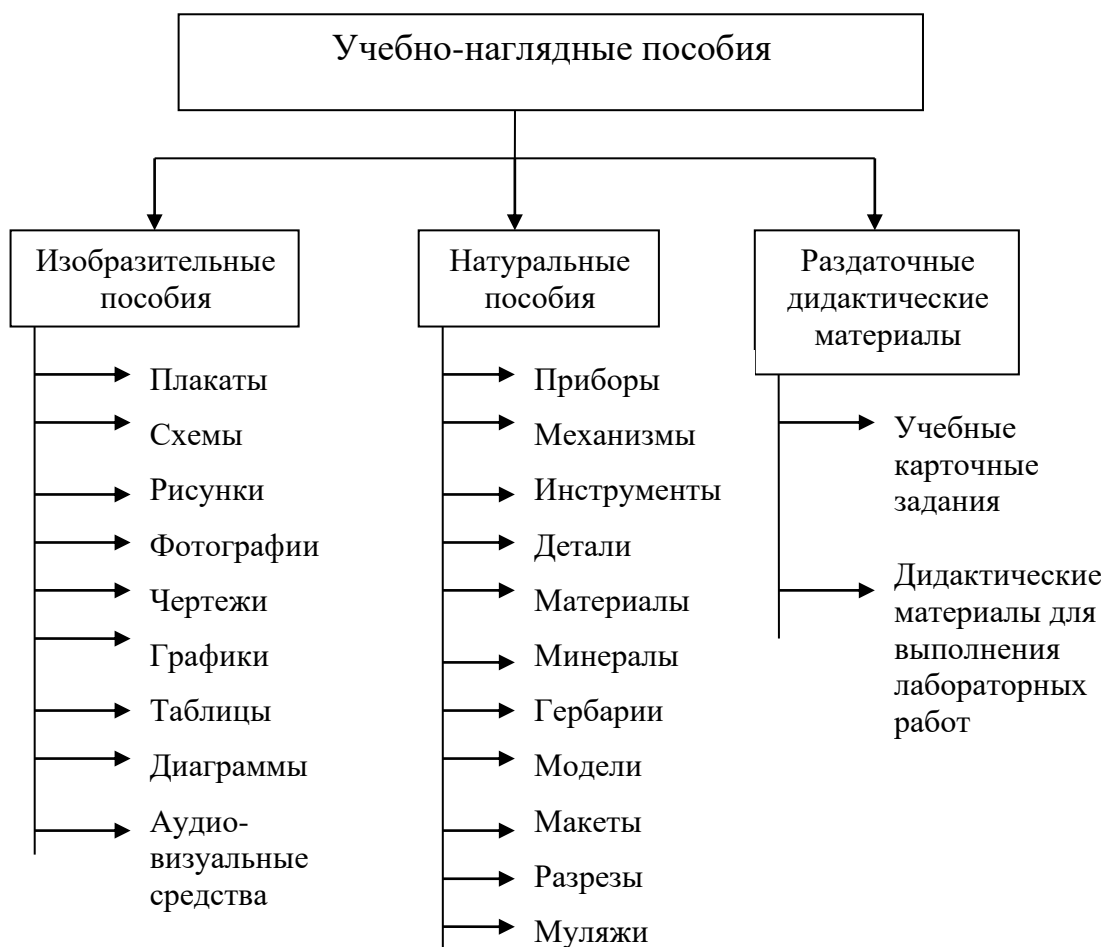 Учебно-наглядные пособия
Изобразительные
пособия
Плакаты
Схемы
Рисунки
Фотографии
Чертежи
Графики
Таблицы
Диаграммы
Аудио-
визуальные
средства
Натуральные
пособия
Приборы
Механизмы
Инструменты
Детали
Материалы
Минералы
Гербарии
Модели
Макеты
Разрезы
Муляжи
Раздаточные
дидактические
материалы
Учебные
карточные
задания
Дидактические
материалы для
выполнения
лабораторных
работ